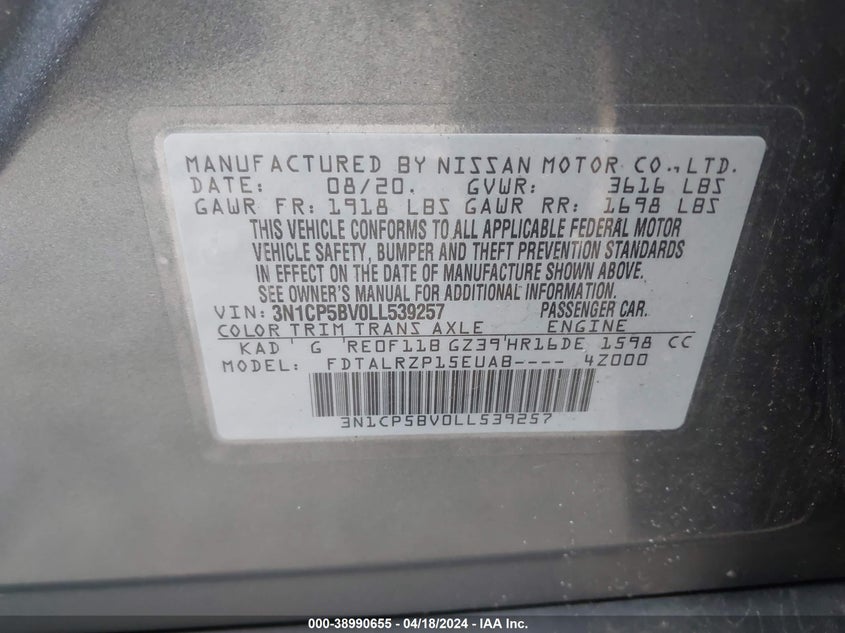 MANUFACTURED BY NISSAN MOTOR CO.,LTD.
DATE: 08/20. GVWR: 3616 LBS
GAWR FR: 1918 LBS GAWR RR: 1698 LBS
THIS VEHICLE CONFORMS TO ALL APPLICABLE FEDERAL MOTOR
VEHICLE SAFETY, BUMPER AND THEFT PREVENTION STANDARDS
IN EFFECT ON THE DATE OF MANUFACTURE SHOWN ABOVE.
SEE OWNER'S MANUAL FOR ADDITIONAL INFORMATION.
VIN: 3N1CP5BV0LL539257 PASSENGER CAR.
COLOR TRIM TRANS AXLE ENGINE
KAD G RE0F11B GZ39 HR16DE 1598 CC
MODEL: FDTALRZP15EUAB---- 4Z000
3N1CP5BV0LL539257
000-38990655 / 04/18/2024 - IAAI.COM